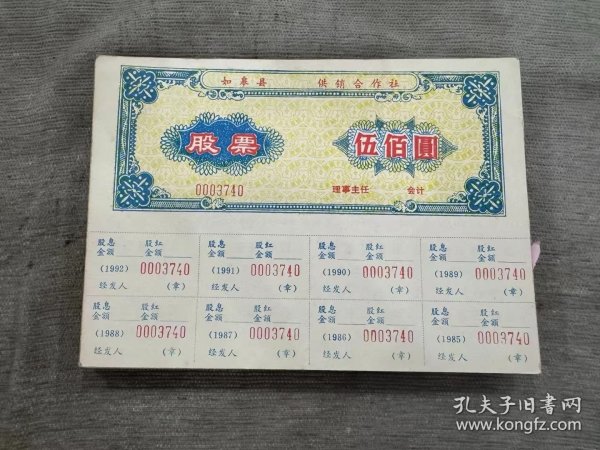 如皋县 供销合作社
股票 伍佰圓
0003740 理事主任 会计
股息 股红 股息 股红 股息 股红 股息 股红
金额 金额 金额 金额 金额 金额 金额 金额
(1992) 0003740 (1991) 0003740 (1990) 0003740 (1989) 0003740
经发人 (章) 经发人 (章) 经发人 (章) 经发人 (章)
股息 股红 股息 股红 股息 股红 股息 股红
金额 金额 金额 金额 金额 金额 金额 金额
(1988) 0003740 (1987) 0003740 (1986) 0003740 (1985) 0003740
经发人 (章) 经发人 (章) 经发人 (章) 经发人 (章)
孔夫子旧书网
www.kongfz.com